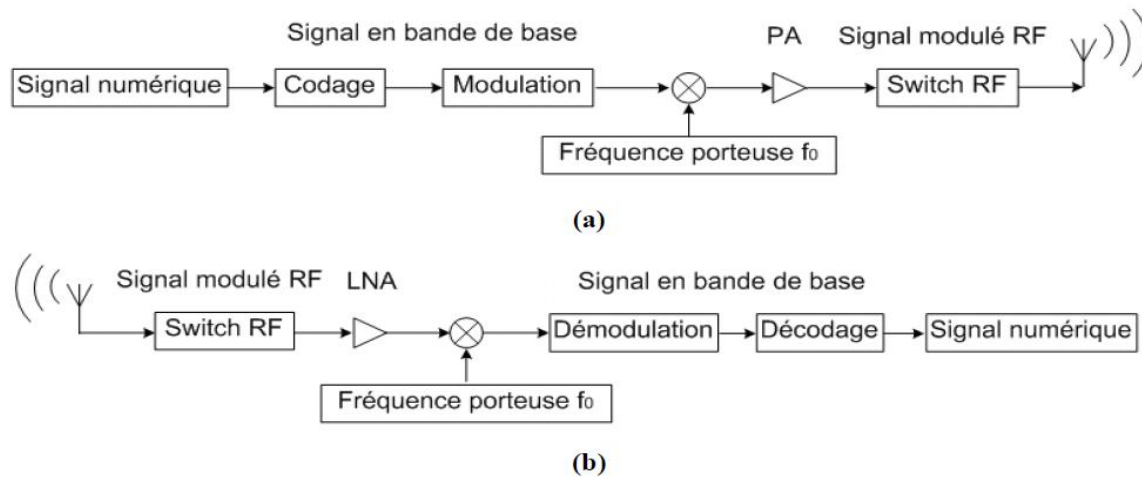 Signal en bande de base
PA
Signal modulé RF
Signal numérique
Codage
Modulation
Switch RF
Fréquence porteuse f₀
(a)
Signal modulé RF
LNA
Signal en bande de base
Switch RF
Démodulation
Décodage
Signal numérique
Fréquence porteuse f₀
(b)